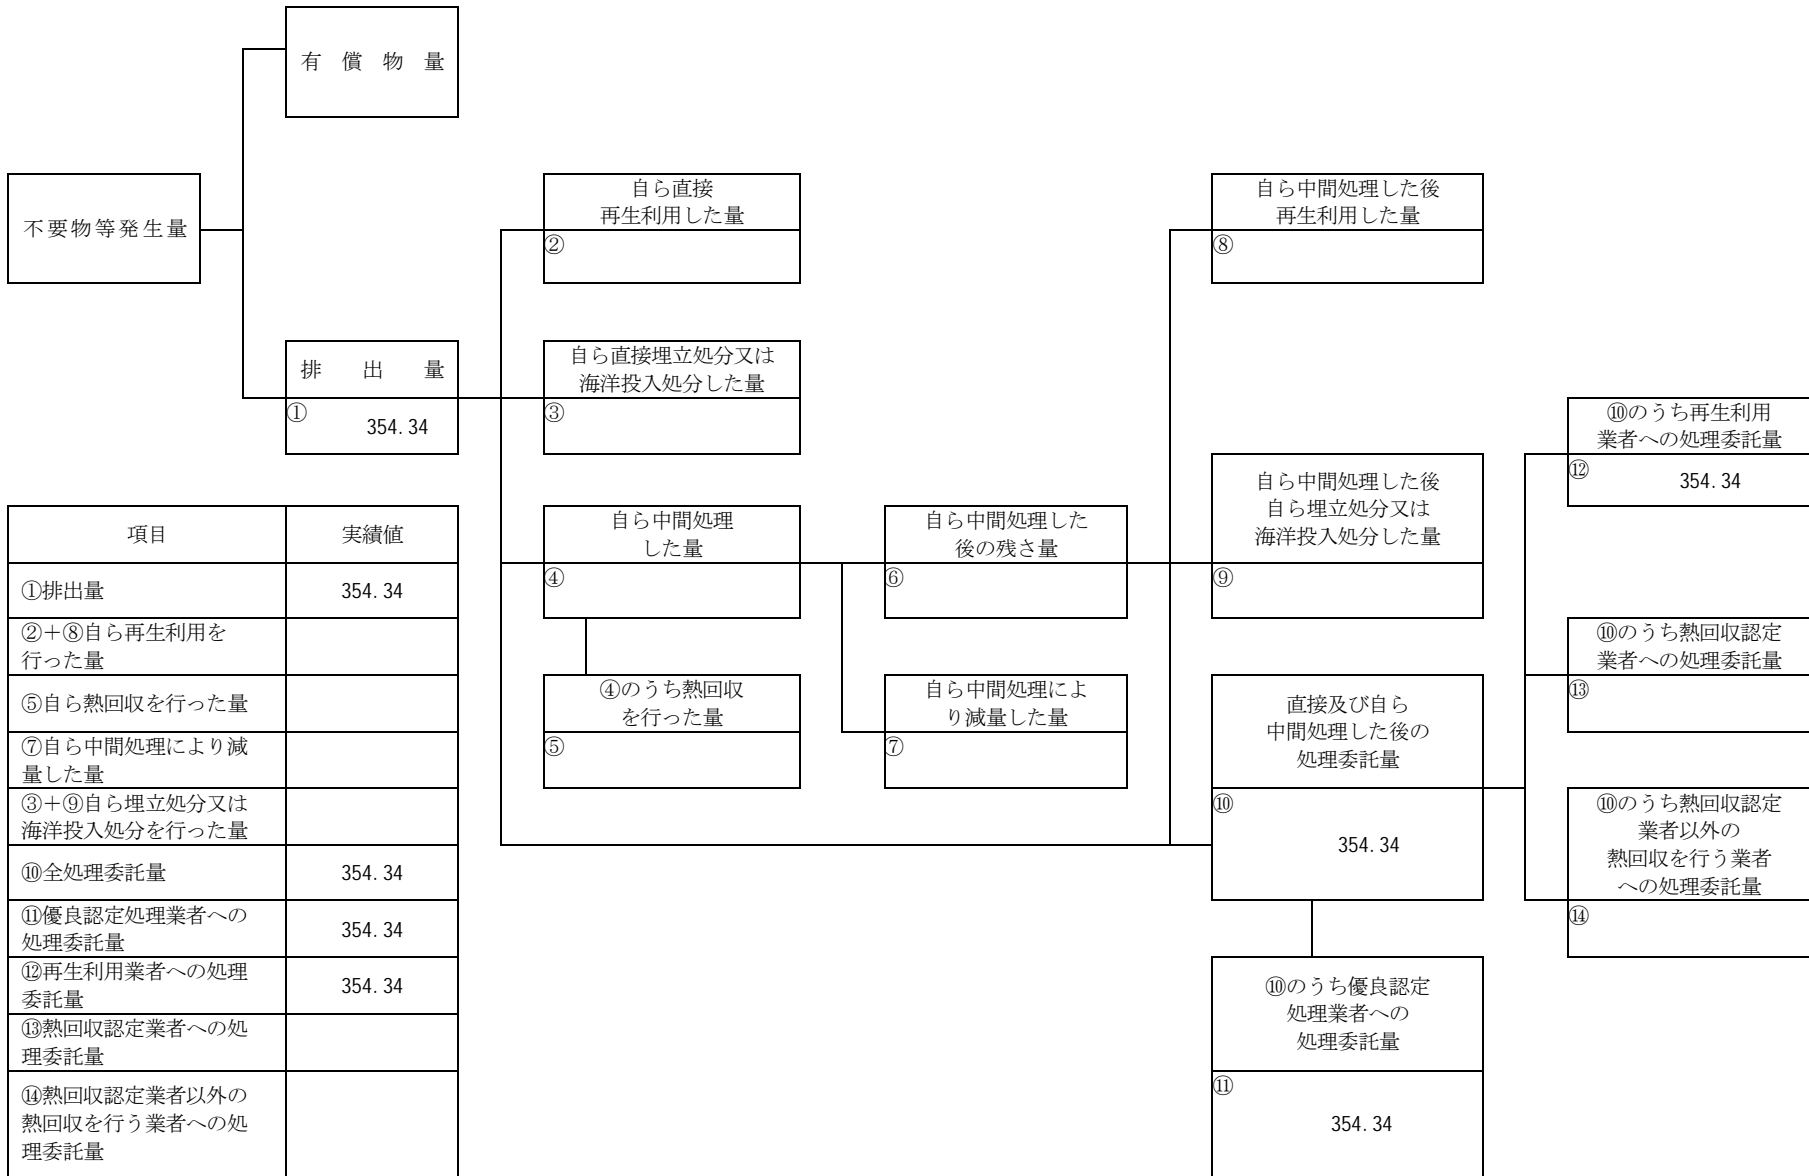 有償物量
不要物等発生量
排出量
①
354.34
自ら直接
再生利用した量
②
自ら直接埋立処分又は
海洋投入処分した量
③
自ら中間処理
した量
④
④のうち熱回収
を行った量
⑤
自ら中間処理した
後の残さ量
⑥
自ら中間処理によ
り減量した量
⑦
自ら中間処理した後
再生利用した量
⑧
自ら中間処理した後
自ら埋立処分又は
海洋投入処分した量
⑨
直接及び自ら
中間処理した後の
処理委託量
⑩
354.34
⑩のうち優良認定
処理業者への
処理委託量
⑪
354.34
⑩のうち再生利用
業者への処理委託量
⑫
354.34
⑩のうち熱回収認定
業者への処理委託量
⑬
⑩のうち熱回収認定
業者以外の
熱回収を行う業者
への処理委託量
⑭
項目 実績値
①排出量 354.34
②+⑧自ら再生利用を
行った量
⑤自ら熱回収を行った量
⑦自ら中間処理により減
量した量
③+⑨自ら埋立処分又は
海洋投入処分を行った量
⑩全処理委託量 354.34
⑪優良認定処理業者への
処理委託量 354.34
⑫再生利用業者への処理
委託量 354.34
⑬熱回収認定業者への処
理委託量
⑭熱回収認定業者以外の
熱回収を行う業者への処
理委託量